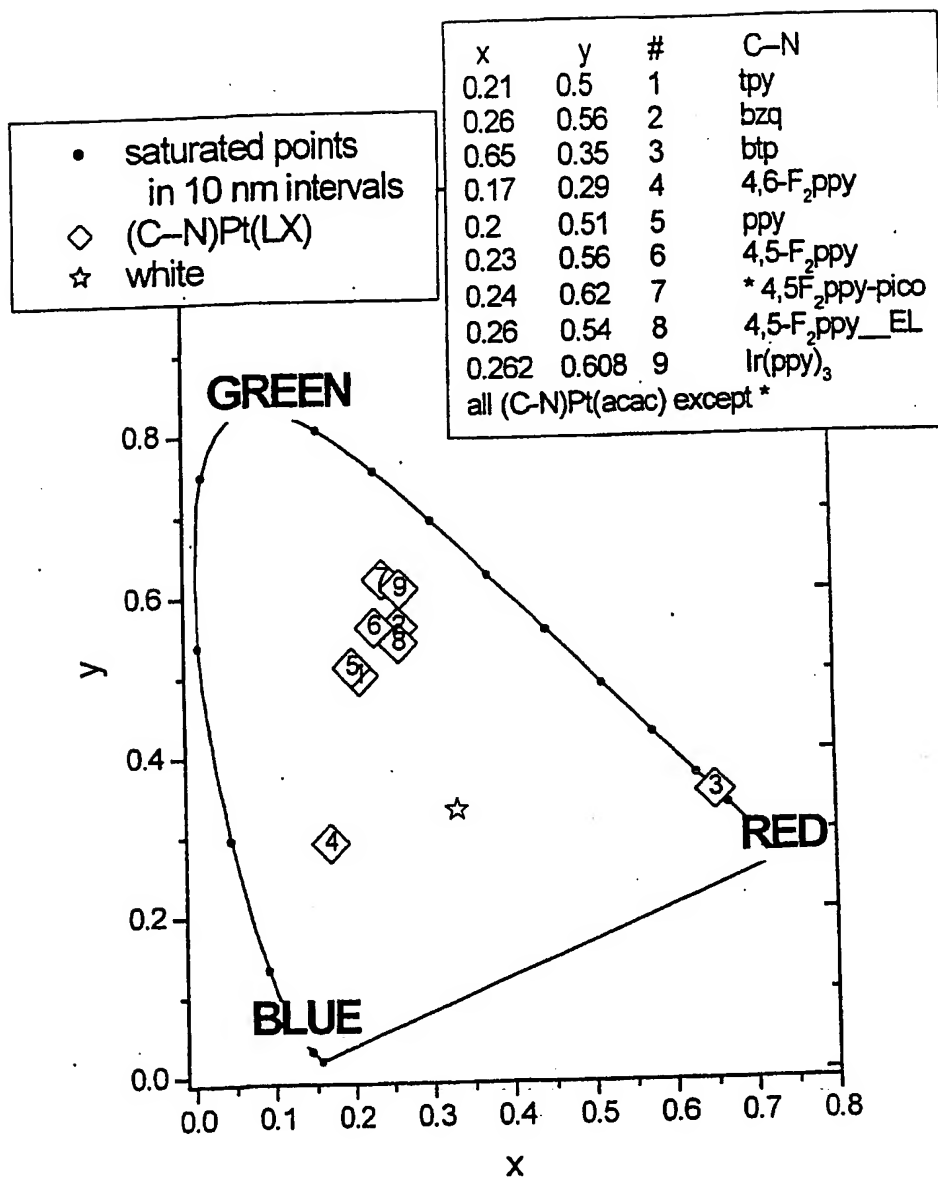 x y # C–N
0.21 0.5 1 tpy
0.26 0.56 2 bzq
0.65 0.35 3 btp
0.17 0.29 4 4,6-F₂ppy
0.2 0.51 5 ppy
0.23 0.56 6 4,5-F₂ppy
0.24 0.62 7 * 4,5F₂ppy-pico
0.26 0.54 8 4,5-F₂ppy__EL
0.262 0.608 9 Ir(ppy)₃
all (C-N)Pt(acac) except *
saturated points
in 10 nm intervals
(C–N)Pt(LX)
white
GREEN
0.8
0.6
0.4
0.2
0.0
y
7 9
6 2
8
5 1
3
4
RED
BLUE
0.0 0.1 0.2 0.3 0.4 0.5 0.6 0.7 0.8
x